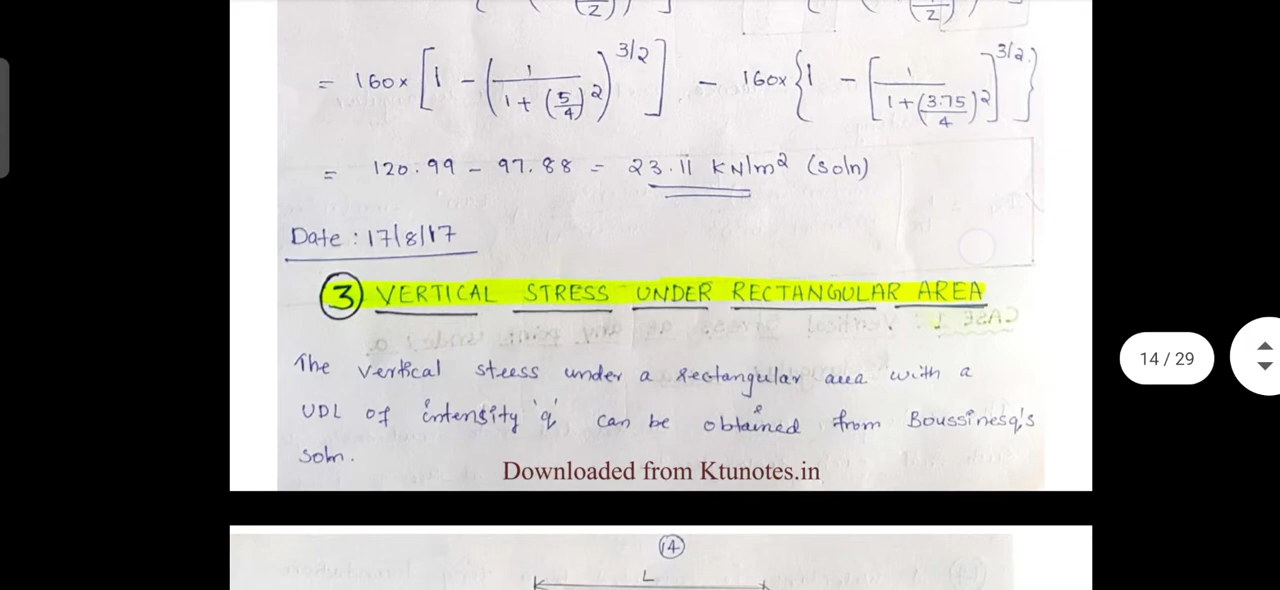 = 160x [1 - (1/(1 + (5/4)²))^3/2] - 160x {1 - [1/(1+(3.75/4)²)]^3/2}
= 120.99 - 97.88 = 23.11 KN/m² (soln)
Date : 17/8/17
③ VERTICAL STRESS UNDER RECTANGULAR AREA
The vertical stress under a rectangular area with a
UDL of intensity 'q' can be obtained from Boussinesq's
soln.
Downloaded from Ktunotes.in
14 / 29
⑭
L